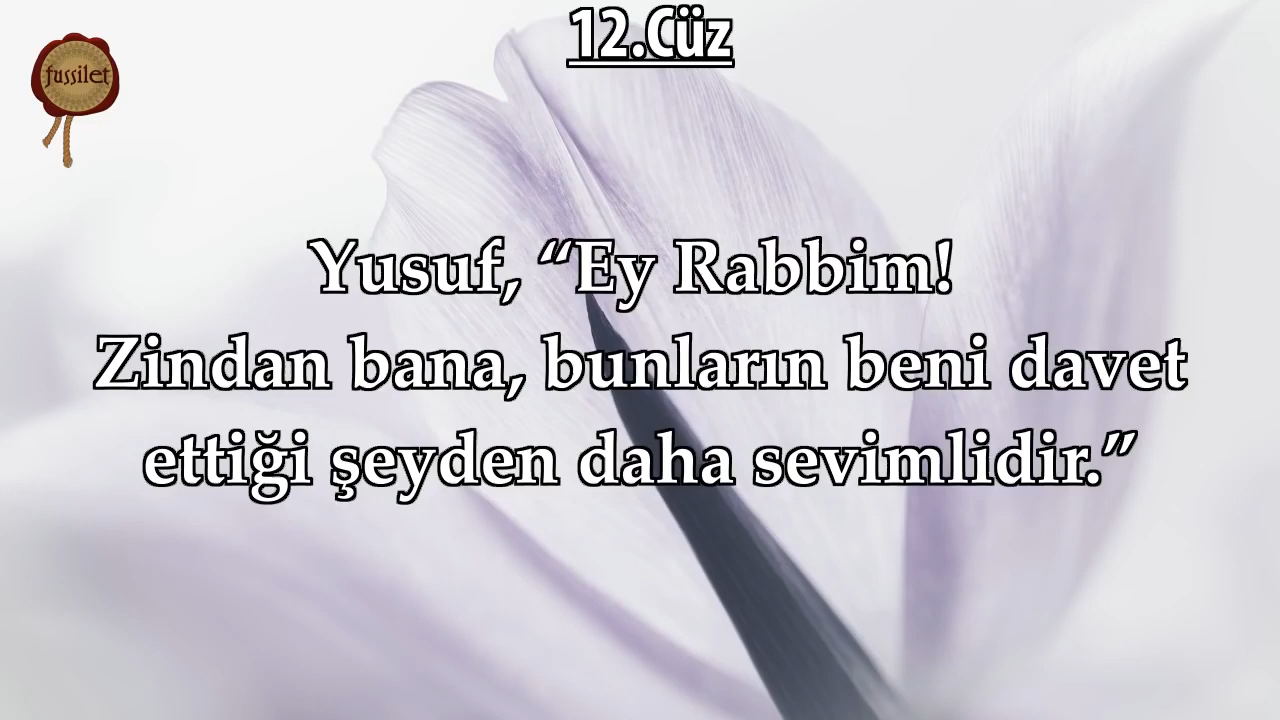 12.Cüz
fussilet
Yusuf, “Ey Rabbim!
Zindan bana, bunların beni davet
ettiği şeyden daha sevimlidir.”